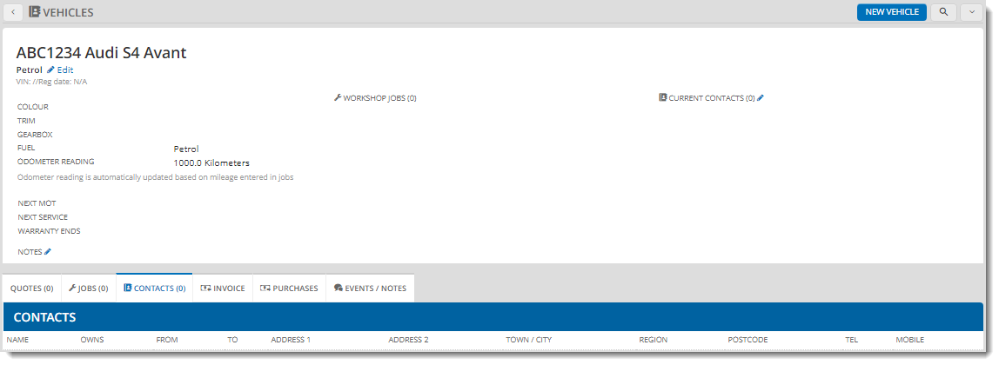 VEHICLES NEW VEHICLE
ABC1234 Audi S4 Avant
Petrol Edit
VIN: //Reg date: N/A
WORKSHOP JOBS (0) CURRENT CONTACTS (0)
COLOUR
TRIM
GEARBOX
FUEL Petrol
ODOMETER READING 1000.0 Kilometers
Odometer reading is automatically updated based on mileage entered in jobs
NEXT MOT
NEXT SERVICE
WARRANTY ENDS
NOTES
QUOTES (0) JOBS (0) CONTACTS (0) INVOICE PURCHASES EVENTS / NOTES
CONTACTS
NAME OWNS FROM TO ADDRESS 1 ADDRESS 2 TOWN / CITY REGION POSTCODE TEL MOBILE